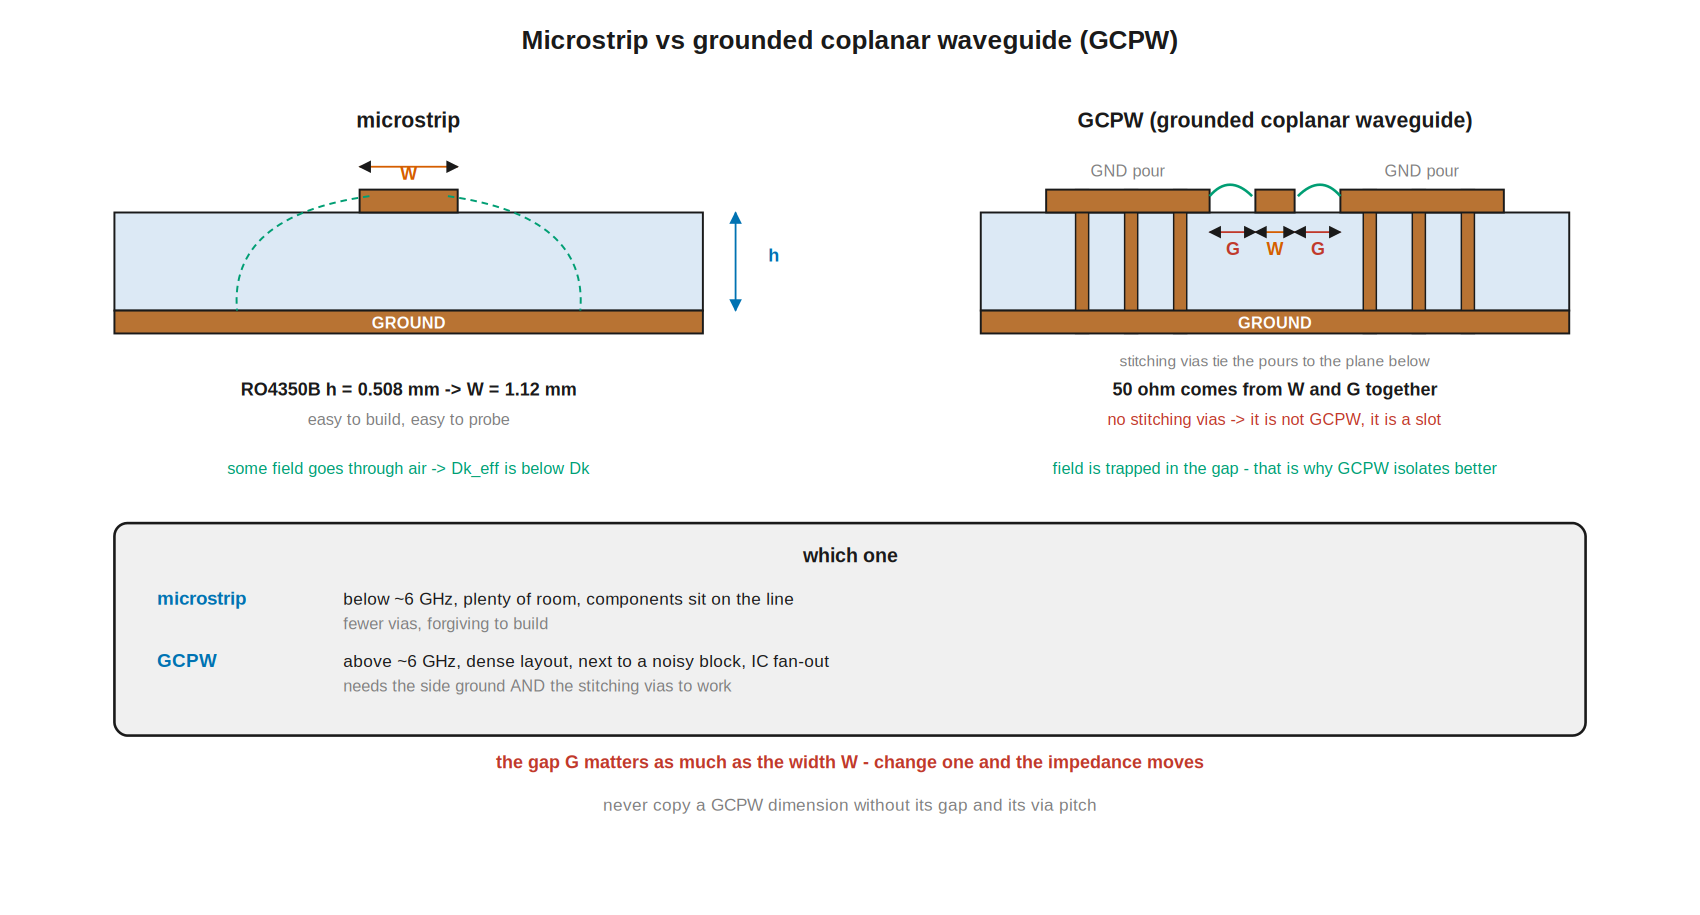 Microstrip vs grounded coplanar waveguide (GCPW)
microstrip
W
h
GROUND
RO4350B h = 0.508 mm -> W = 1.12 mm
easy to build, easy to probe
some field goes through air -> Dk_eff is below Dk
GCPW (grounded coplanar waveguide)
GND pour
GND pour
G
W
G
GROUND
stitching vias tie the pours to the plane below
50 ohm comes from W and G together
no stitching vias -> it is not GCPW, it is a slot
field is trapped in the gap - that is why GCPW isolates better
which one
microstrip
below ~6 GHz, plenty of room, components sit on the line
fewer vias, forgiving to build
GCPW
above ~6 GHz, dense layout, next to a noisy block, IC fan-out
needs the side ground AND the stitching vias to work
the gap G matters as much as the width W - change one and the impedance moves
never copy a GCPW dimension without its gap and its via pitch